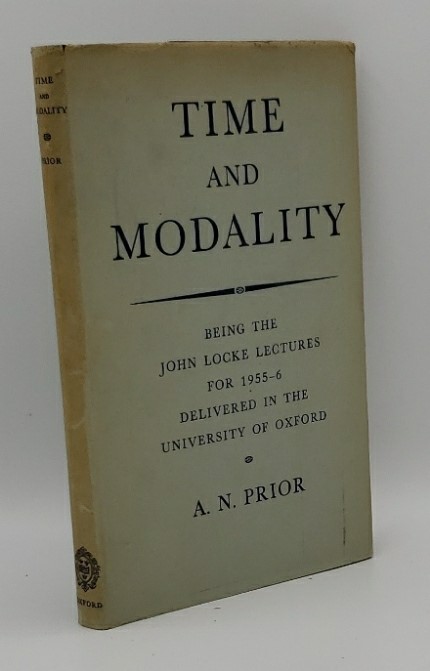 TIME
AND
MODALITY
BEING THE
JOHN LOCKE LECTURES
FOR 1955–6
DELIVERED IN THE
UNIVERSITY OF OXFORD
A. N. PRIOR
TIME
AND
MODALITY
PRIOR
OXFORD